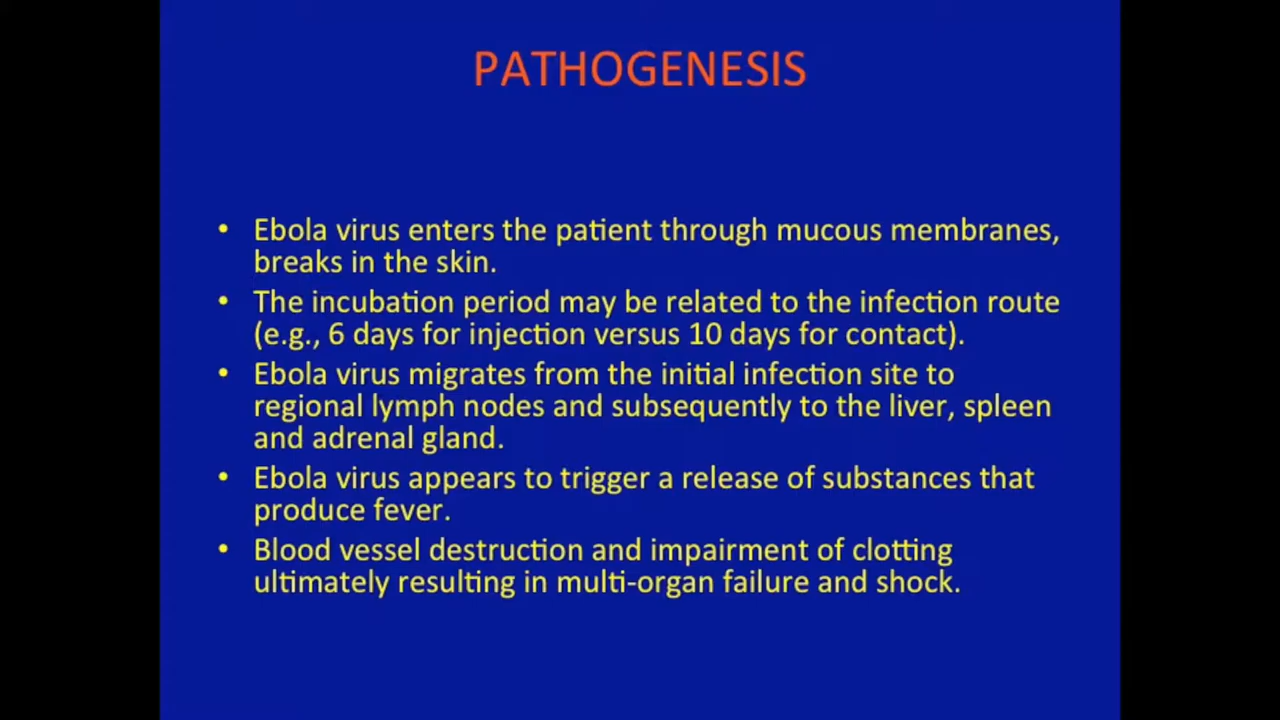 PATHOGENESIS
• Ebola virus enters the patient through mucous membranes,
breaks in the skin.
• The incubation period may be related to the infection route
(e.g., 6 days for injection versus 10 days for contact).
• Ebola virus migrates from the initial infection site to
regional lymph nodes and subsequently to the liver, spleen
and adrenal gland.
• Ebola virus appears to trigger a release of substances that
produce fever.
• Blood vessel destruction and impairment of clotting
ultimately resulting in multi-organ failure and shock.